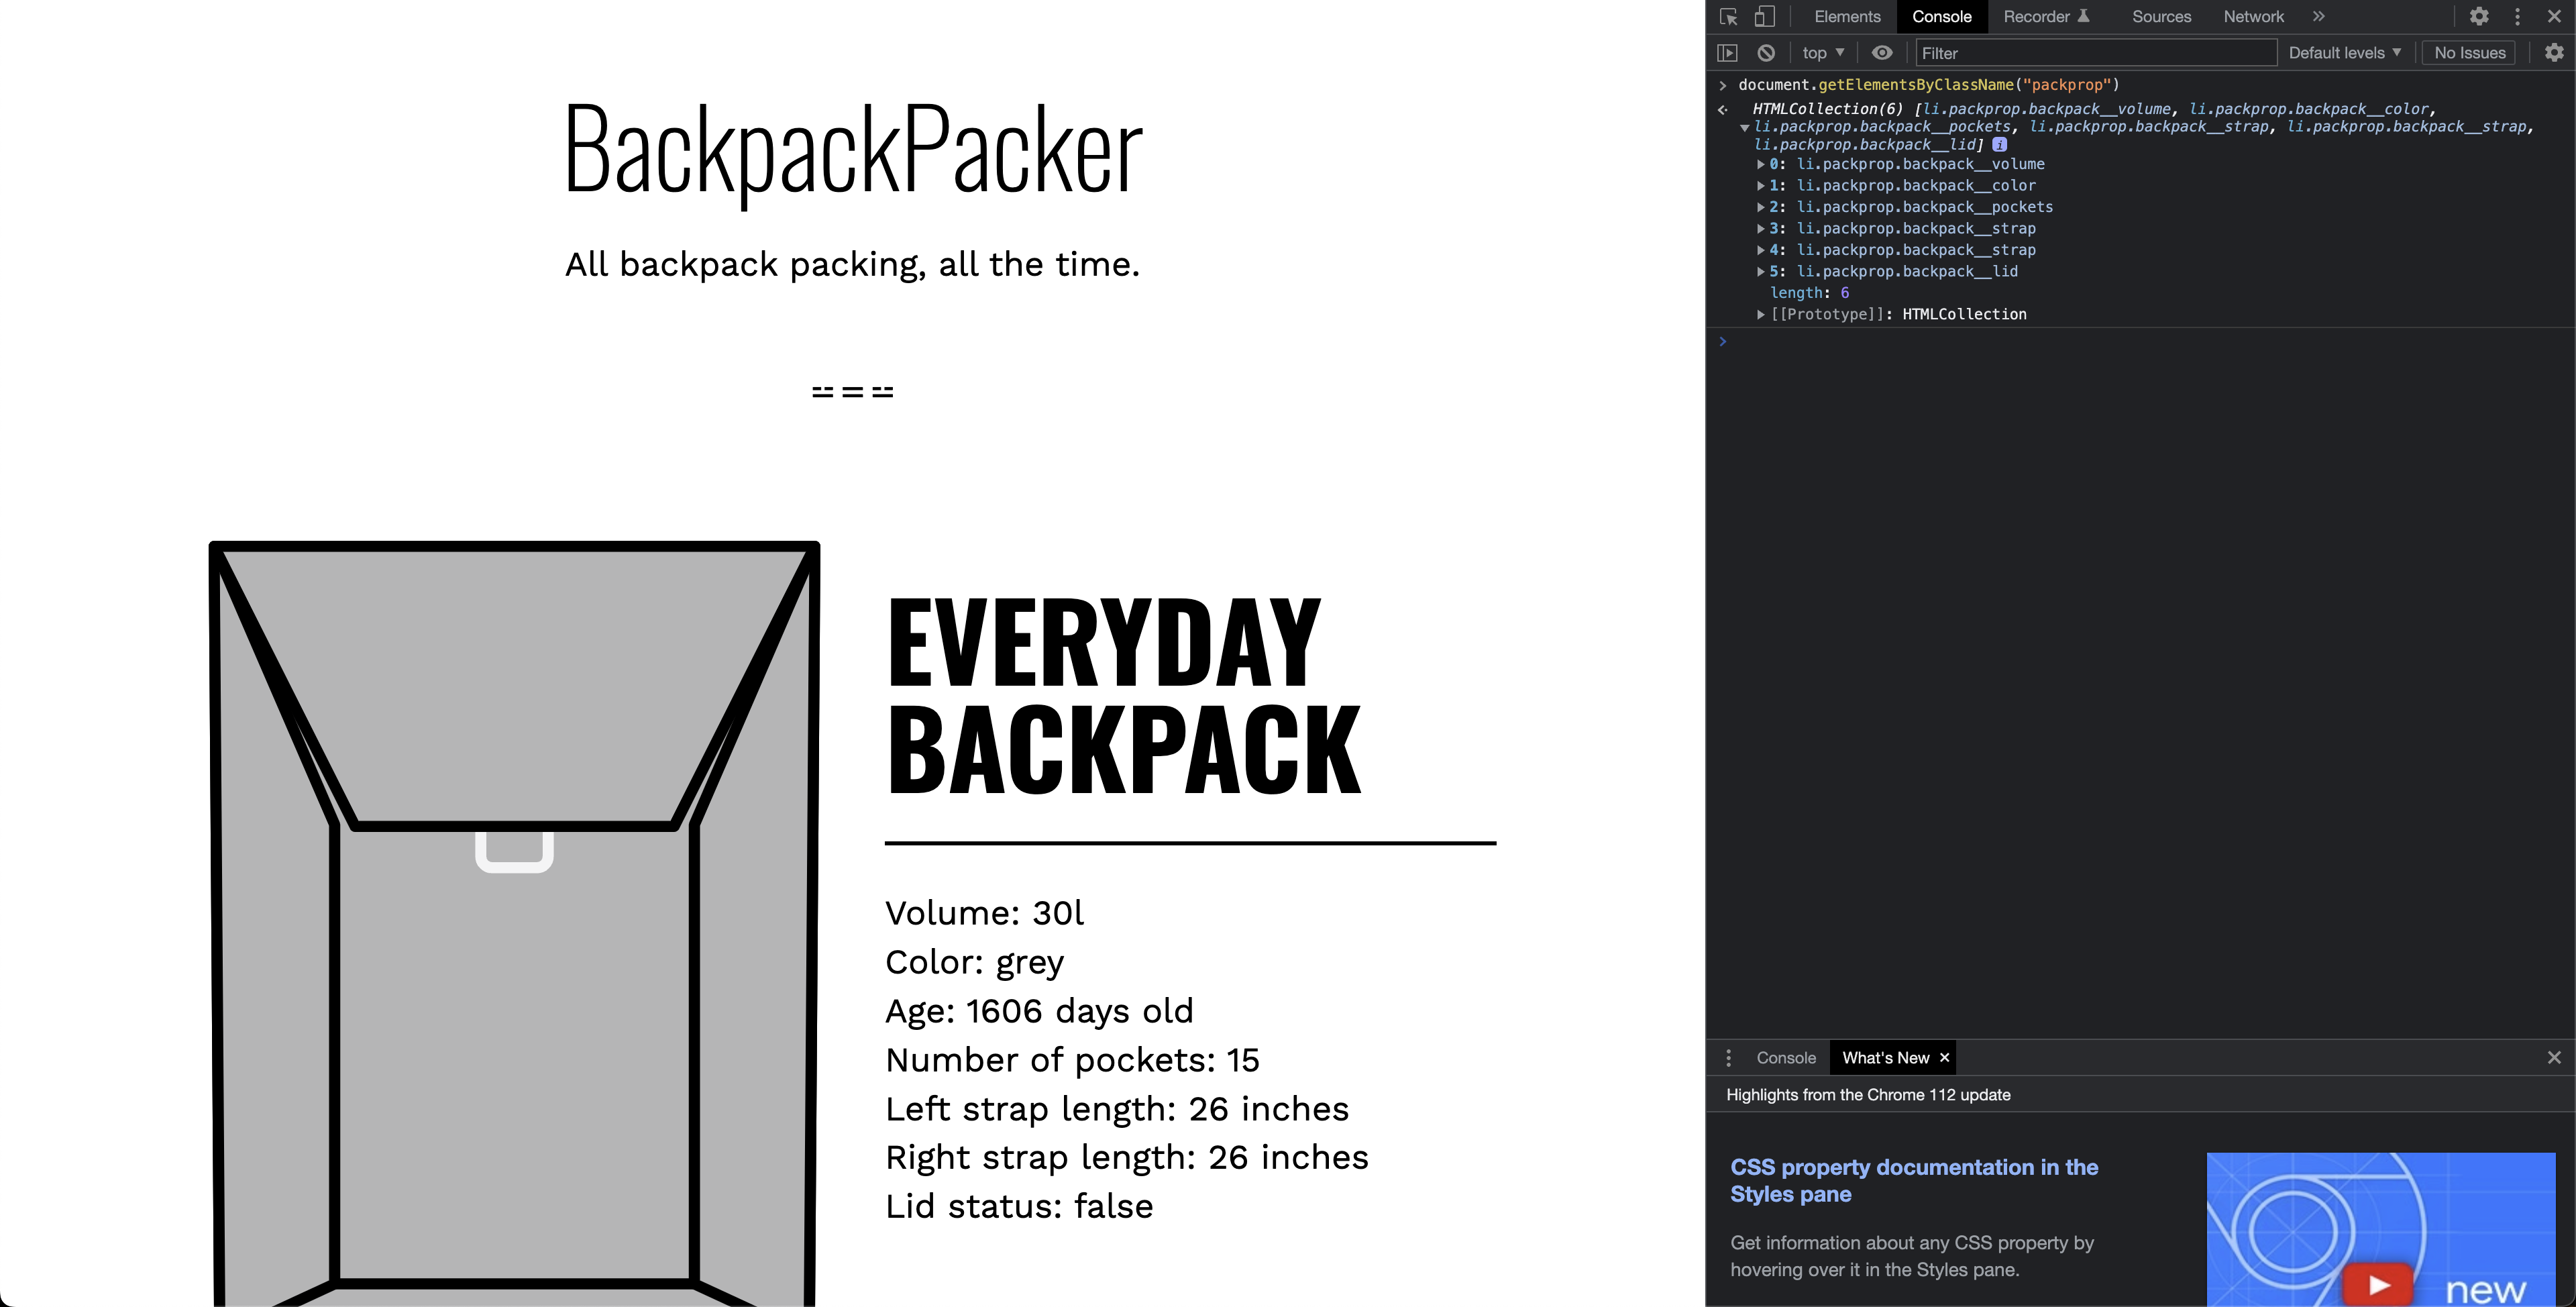 BackpackPacker
All backpack packing, all the time.
EVERYDAY
BACKPACK
Volume: 30l
Color: grey
Age: 1606 days old
Number of pockets: 15
Left strap length: 26 inches
Right strap length: 26 inches
Lid status: false
Elements Console Recorder Sources Network
top Filter Default levels No Issues
document.getElementsByClassName("packprop")
HTMLCollection(6) [li.packprop.backpack__volume, li.packprop.backpack__color,
li.packprop.backpack__pockets, li.packprop.backpack__strap, li.packprop.backpack__strap,
li.packprop.backpack__lid] i
0: li.packprop.backpack__volume
1: li.packprop.backpack__color
2: li.packprop.backpack__pockets
3: li.packprop.backpack__strap
4: li.packprop.backpack__strap
5: li.packprop.backpack__lid
length: 6
[[Prototype]]: HTMLCollection
Console What's New
Highlights from the Chrome 112 update
CSS property documentation in the
Styles pane
Get information about any CSS property by
hovering over it in the Styles pane.
new